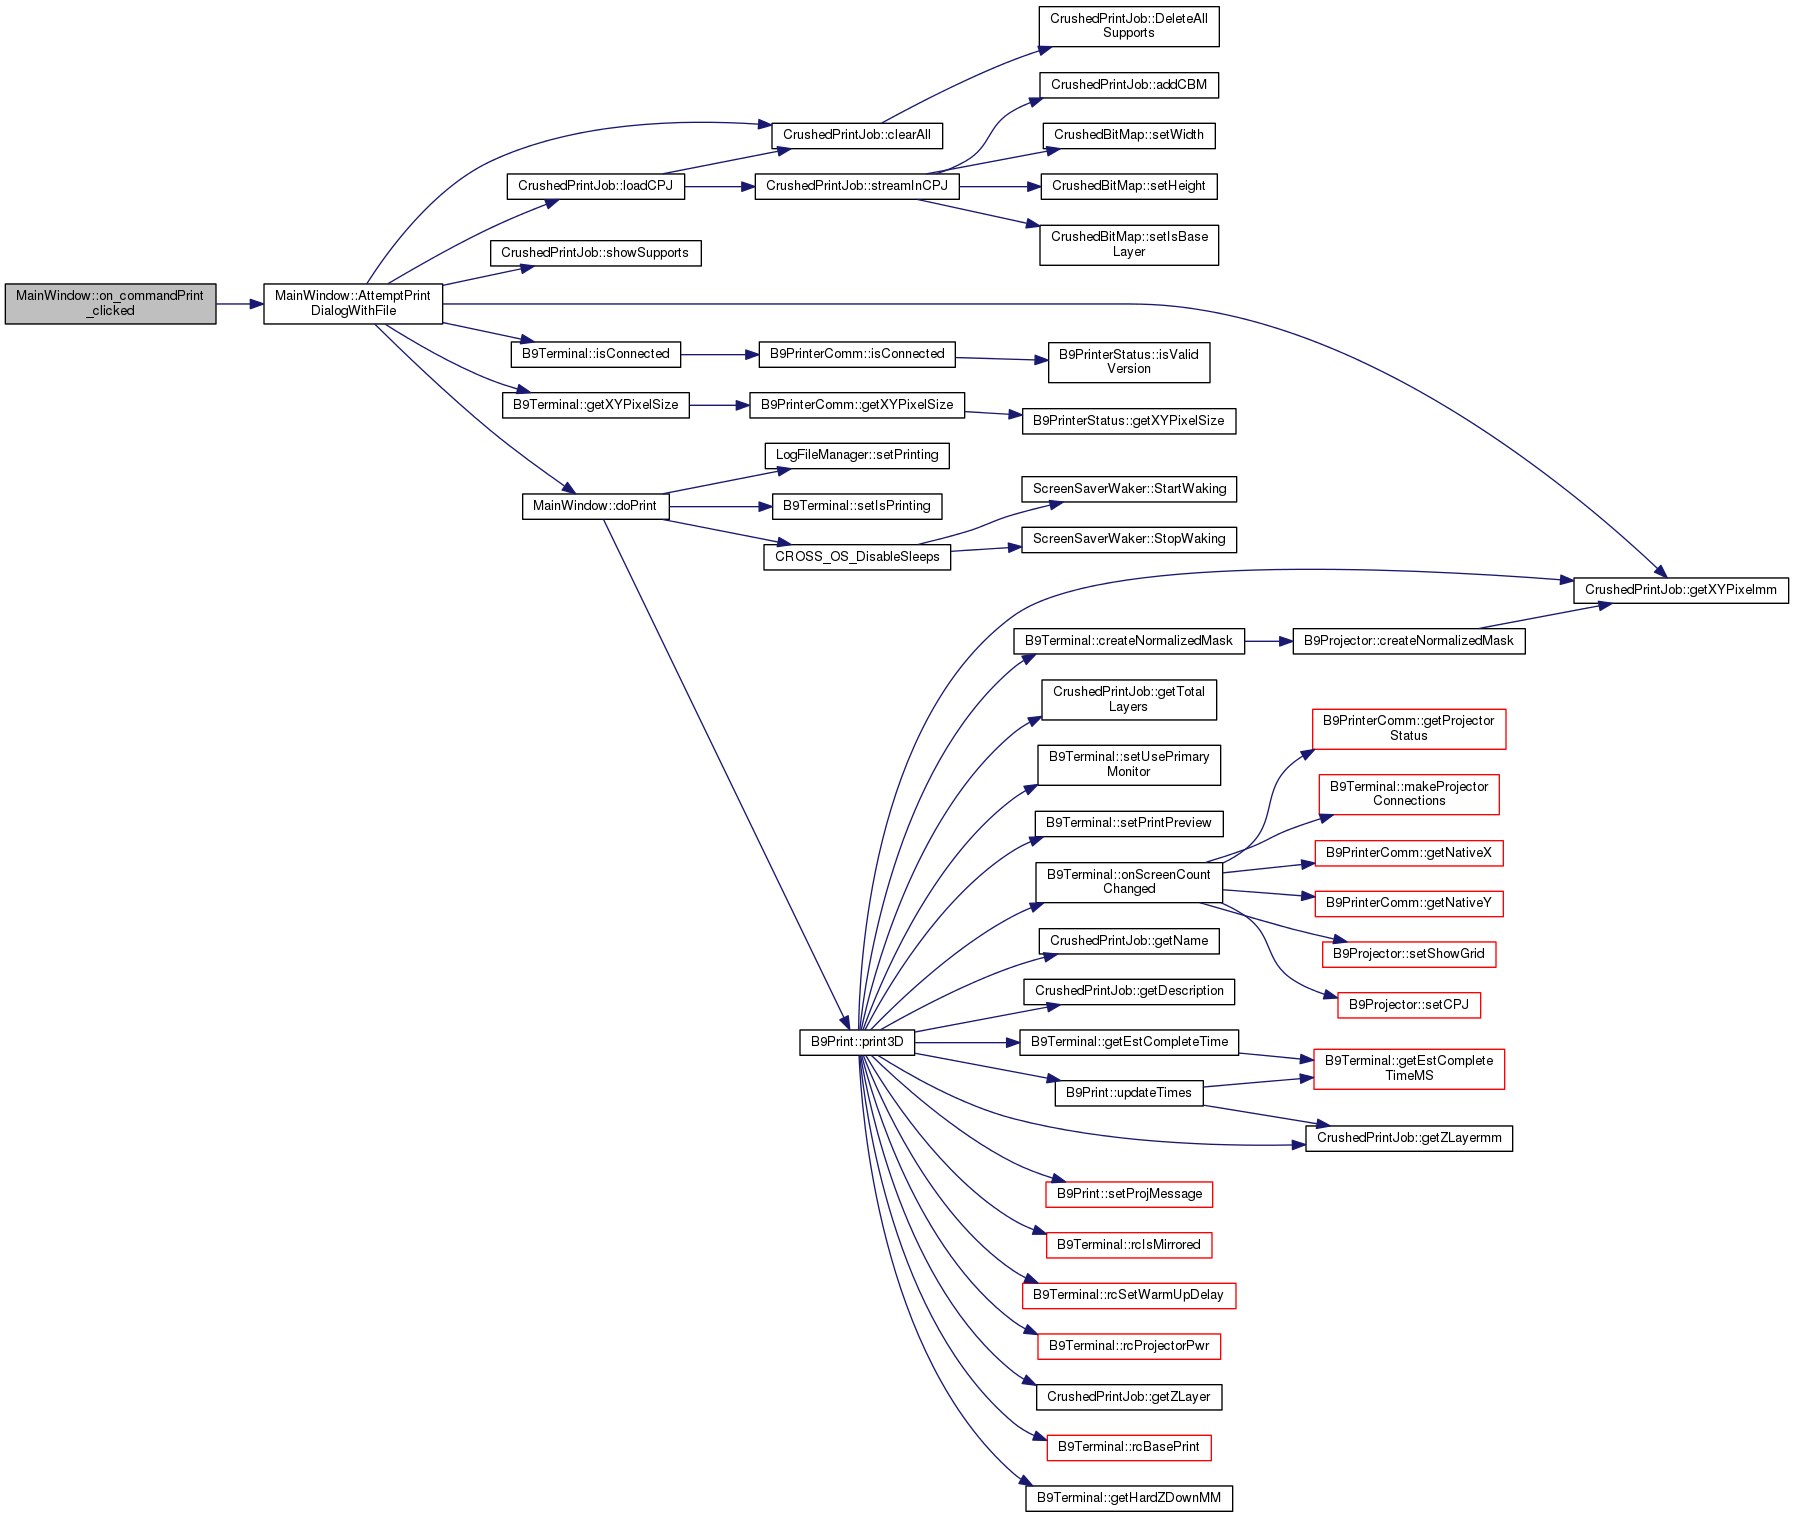 CrushedPrintJob::DeleteAll
Supports
CrushedPrintJob::addCBM
CrushedPrintJob::clearAll
CrushedBitMap::setWidth
CrushedPrintJob::loadCPJ
CrushedPrintJob::streamInCPJ
CrushedBitMap::setHeight
CrushedPrintJob::showSupports
CrushedBitMap::setIsBase
Layer
MainWindow::on_commandPrint
_clicked
MainWindow::AttemptPrint
DialogWithFile
B9Terminal::isConnected
B9PrinterComm::isConnected
B9PrinterStatus::isValid
Version
B9Terminal::getXYPixelSize
B9PrinterComm::getXYPixelSize
B9PrinterStatus::getXYPixelSize
LogFileManager::setPrinting
MainWindow::doPrint
B9Terminal::setIsPrinting
ScreenSaverWaker::StartWaking
CROSS_OS_DisableSleeps
ScreenSaverWaker::StopWaking
CrushedPrintJob::getXYPixelmm
B9Terminal::createNormalizedMask
B9Projector::createNormalizedMask
CrushedPrintJob::getTotal
Layers
B9PrinterComm::getProjector
Status
B9Terminal::setUsePrimary
Monitor
B9Terminal::makeProjector
Connections
B9Terminal::setPrintPreview
B9PrinterComm::getNativeX
B9Terminal::onScreenCount
Changed
B9PrinterComm::getNativeY
CrushedPrintJob::getName
B9Projector::setShowGrid
CrushedPrintJob::getDescription
B9Projector::setCPJ
B9Print::print3D
B9Terminal::getEstCompleteTime
B9Terminal::getEstComplete
TimeMS
B9Print::updateTimes
CrushedPrintJob::getZLayermm
B9Print::setProjMessage
B9Terminal::rcIsMirrored
B9Terminal::rcSetWarmUpDelay
B9Terminal::rcProjectorPwr
CrushedPrintJob::getZLayer
B9Terminal::rcBasePrint
B9Terminal::getHardZDownMM